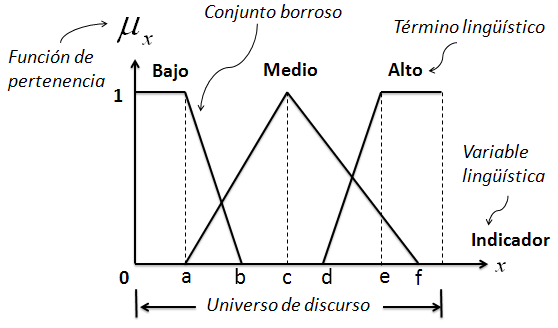 Conjunto borroso
μx
Término lingüístico
Función de
pertenencia
Bajo
Medio
Alto
1
Variable
lingüística
Indicador
0
a
b
c
d
e
f
x
Universo de discurso